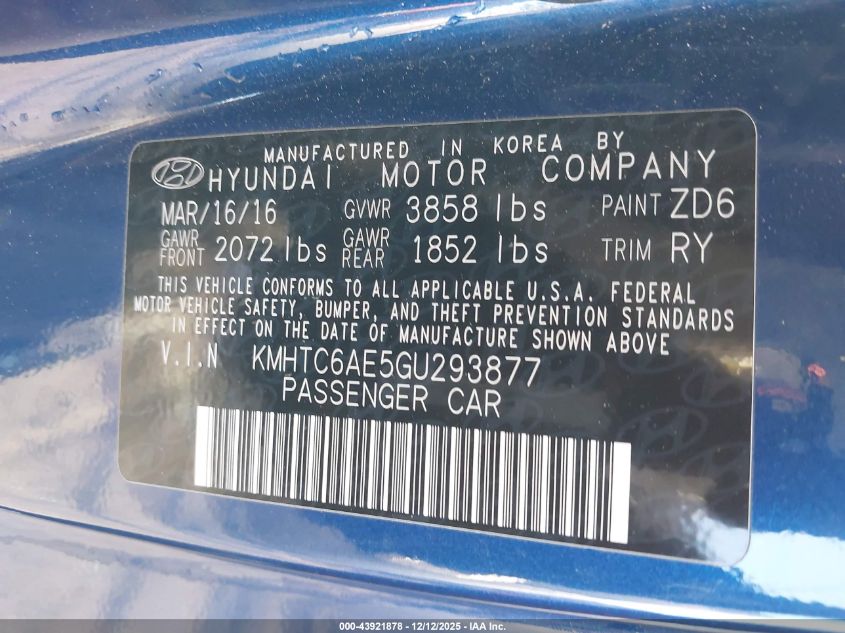 MANUFACTURED IN KOREA BY
HYUNDAI MOTOR COMPANY
MAR/16/16 GVWR 3858 lbs PAINT ZD6
GAWR FRONT 2072 lbs GAWR REAR 1852 lbs TRIM RY
THIS VEHICLE CONFORMS TO ALL APPLICABLE U.S.A. FEDERAL
MOTOR VEHICLE SAFETY, BUMPER, AND THEFT PREVENTION STANDARDS
IN EFFECT ON THE DATE OF MANUFACTURE SHOWN ABOVE
V.I.N KMHTC6AE5GU293877
PASSENGER CAR
000-43921878 - 12/12/2025 - IAA Inc.